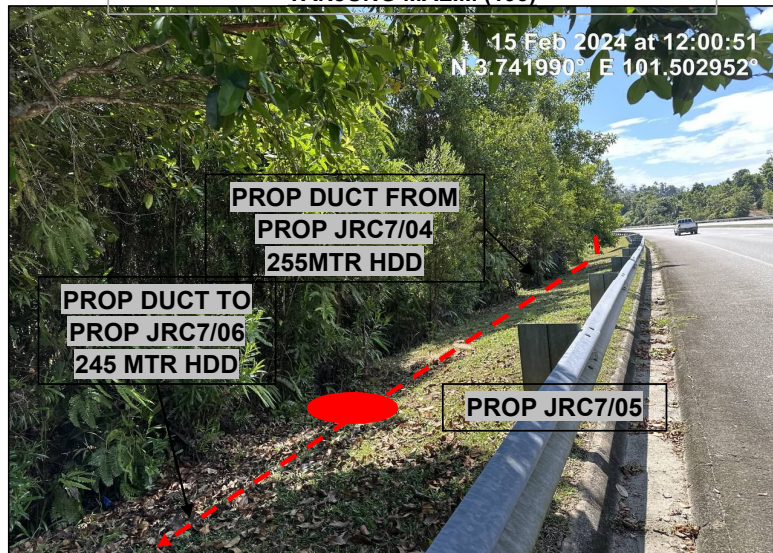 15 Feb 2024 at 12:00:51
N 3.741990° E 101.502952°
PROP DUCT FROM
PROP JRC7/04
255MTR HDD
PROP DUCT TO
PROP JRC7/06
245 MTR HDD
PROP JRC7/05